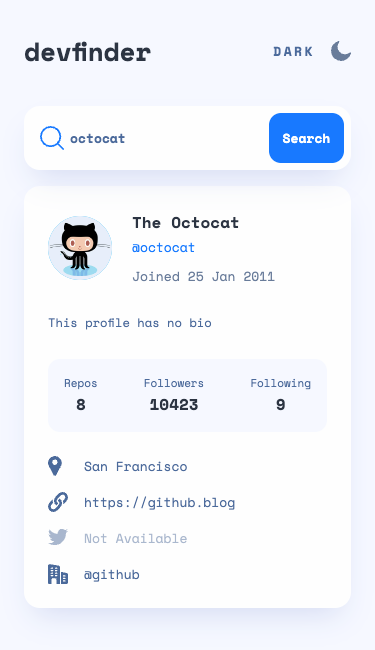 devfinder
DARK
octocat
Search
The Octocat
@octocat
Joined 25 Jan 2011
This profile has no bio
Repos Followers Following
8 10423 9
San Francisco
https://github.blog
Not Available
@github